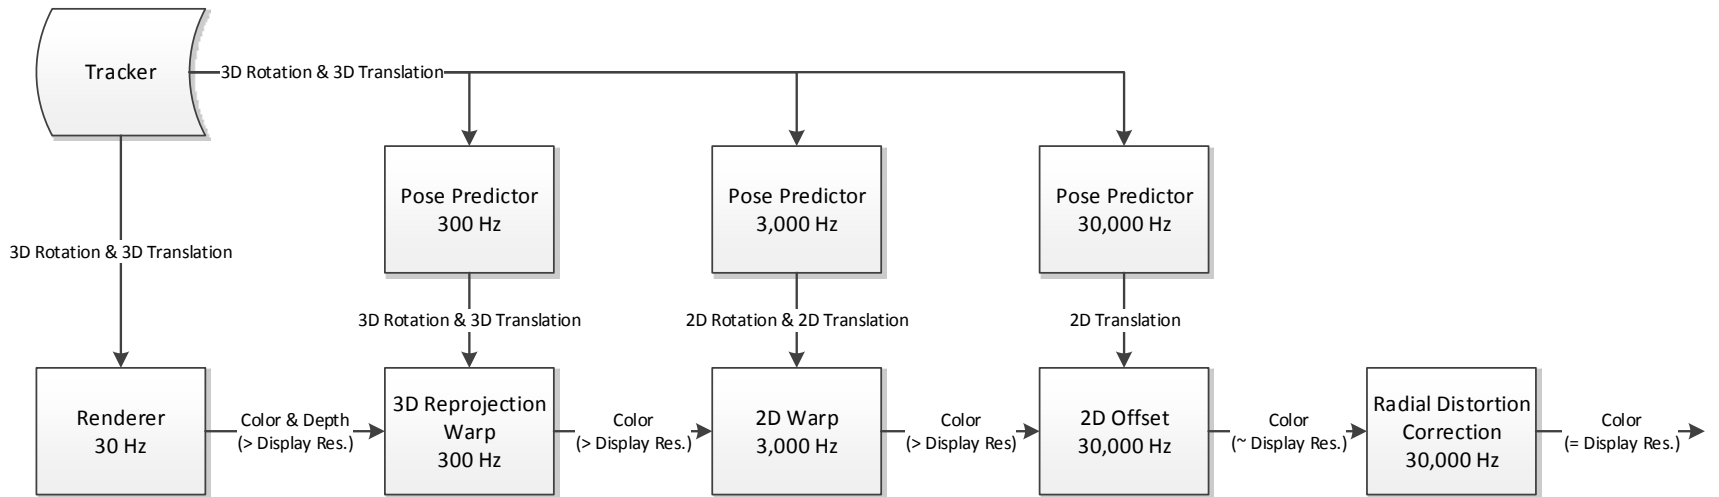 Tracker
3D Rotation & 3D Translation
Pose Predictor
300 Hz
Pose Predictor
3,000 Hz
Pose Predictor
30,000 Hz
3D Rotation & 3D Translation
3D Rotation & 3D Translation
2D Rotation & 2D Translation
2D Translation
Renderer
30 Hz
Color & Depth
(> Display Res.)
3D Reprojection
Warp
300 Hz
Color
(> Display Res.)
2D Warp
3,000 Hz
Color
(> Display Res)
2D Offset
30,000 Hz
Color
(~ Display Res.)
Radial Distortion
Correction
30,000 Hz
Color
(= Display Res.)